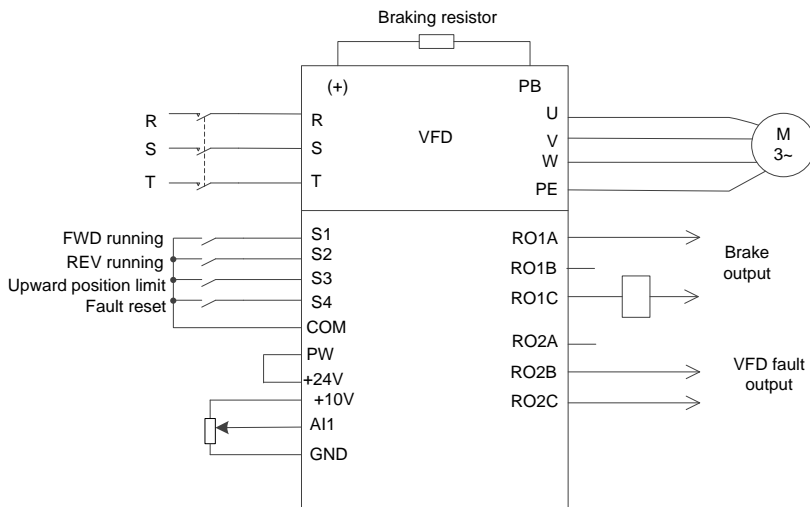 Braking resistor
(+)
PB
R
S
T
R
S
T
VFD
U
V
W
PE
M
3~
FWD running
REV running
Upward position limit
Fault reset
S1
S2
S3
S4
COM
PW
+24V
+10V
AI1
GND
RO1A
RO1B
RO1C
RO2A
RO2B
RO2C
Brake
output
VFD fault
output